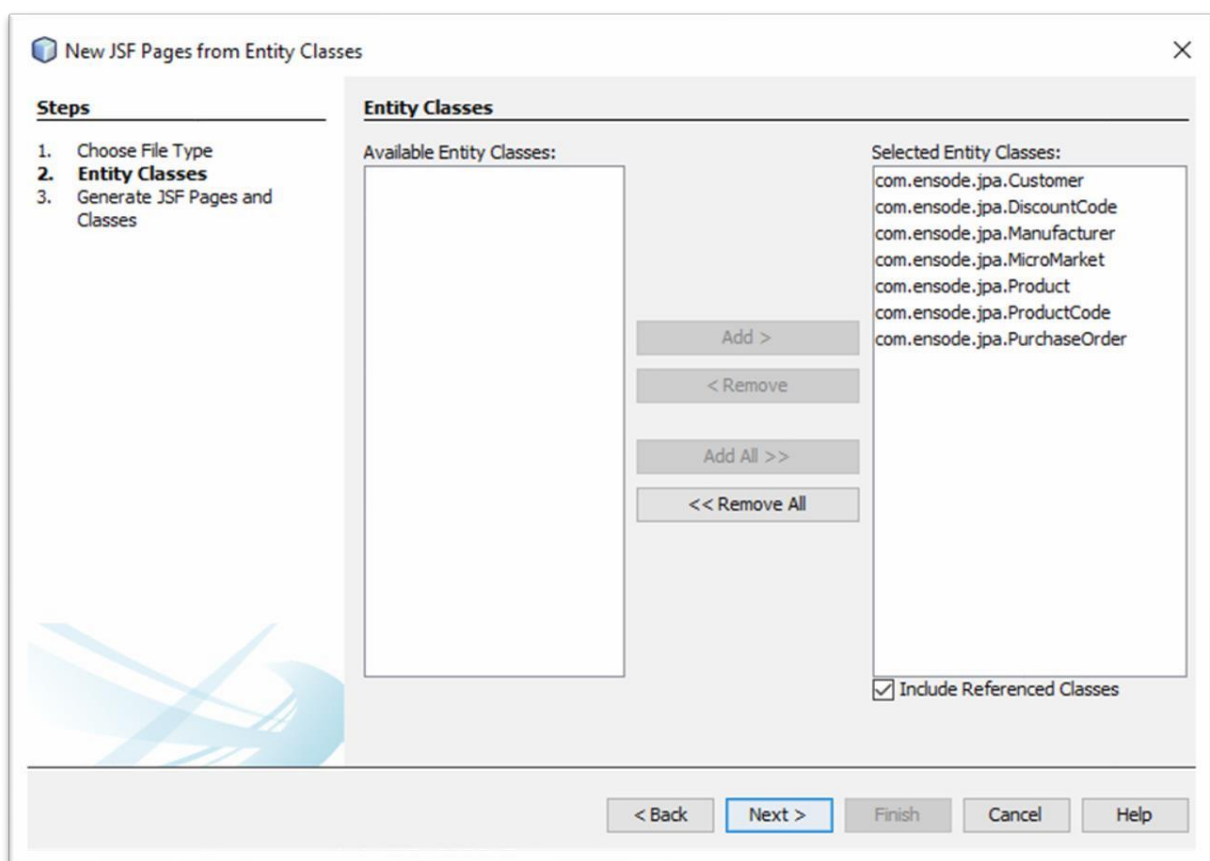 New JSF Pages from Entity Classes
Steps
1. Choose File Type
2. Entity Classes
3. Generate JSF Pages and
Classes
Entity Classes
Available Entity Classes:
Add >
< Remove
Add All >>
<< Remove All
Selected Entity Classes:
com.ensode.jpa.Customer
com.ensode.jpa.DiscountCode
com.ensode.jpa.Manufacturer
com.ensode.jpa.MicroMarket
com.ensode.jpa.Product
com.ensode.jpa.ProductCode
com.ensode.jpa.PurchaseOrder
Include Referenced Classes
< Back
Next >
Finish
Cancel
Help